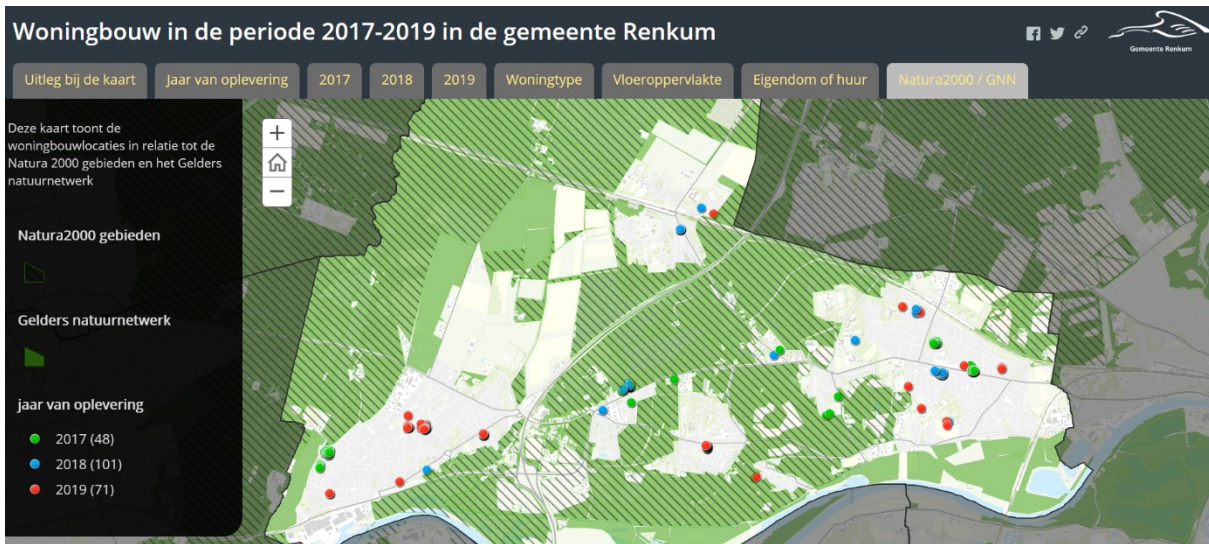 Woningbouw in de periode 2017-2019 in de gemeente Renkum
Gemeente Renkum
Uitleg bij de kaart
Jaar van oplevering
2017
2018
2019
Woningtype
Vloeroppervlakte
Eigendom of huur
Natura2000 / GNN
Deze kaart toont de
woningbouwlocaties in relatie tot de
Natura 2000 gebieden en het Gelders
natuurnetwerk
Natura2000 gebieden
Gelders natuurnetwerk
jaar van oplevering
2017 (48)
2018 (101)
2019 (71)